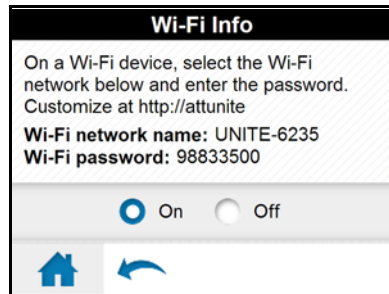 Wi-Fi Info
On a Wi-Fi device, select the Wi-Fi
network below and enter the password.
Customize at http://attunite
Wi-Fi network name: UNITE-6235
Wi-Fi password: 98833500
On Off